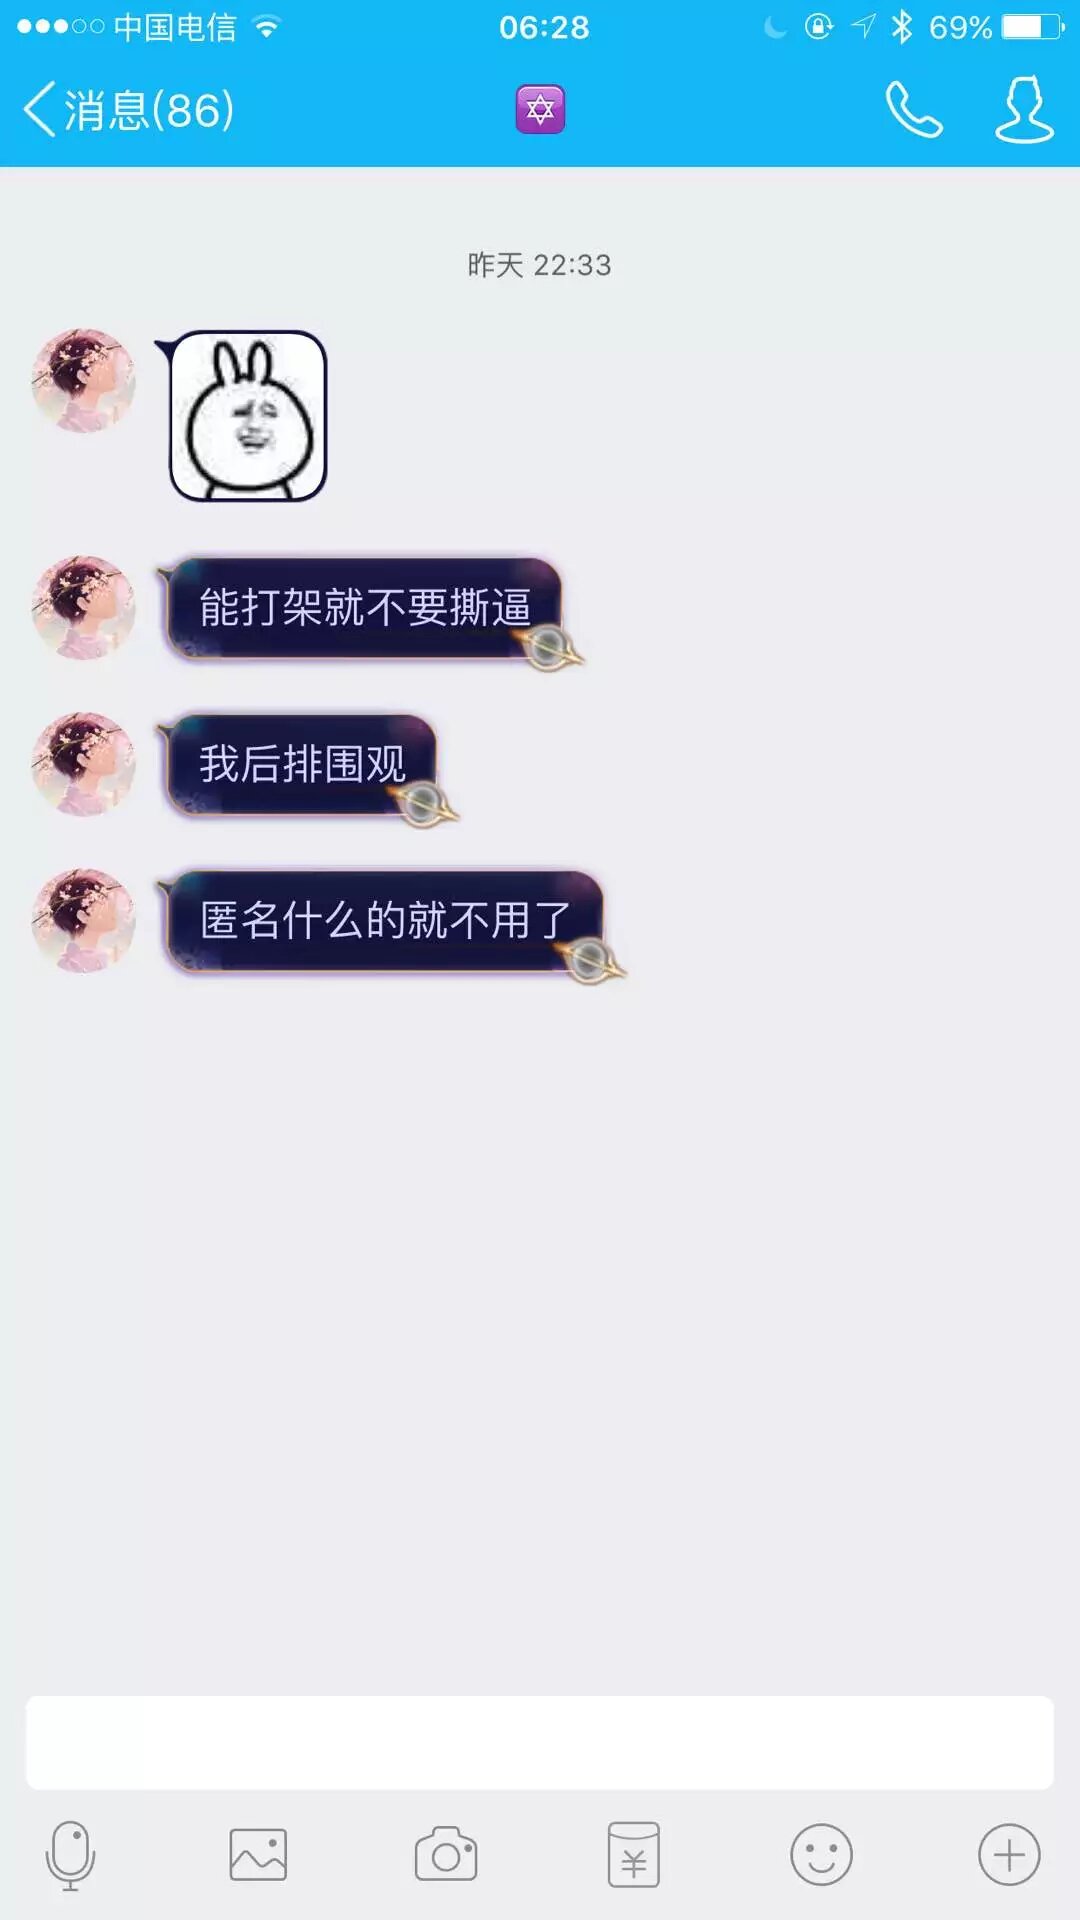 中国电信
06:28
69%
消息(86)
昨天 22:33
能打架就不要撕逼
我后排围观
匿名什么的就不用了